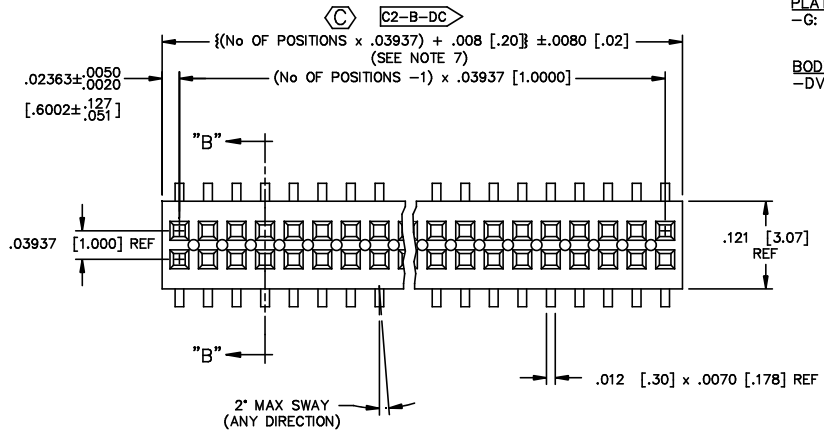 C C2-B-DC
{(No OF POSITIONS x .03937) + .008 [.20]} ±.0080 [.02]
(SEE NOTE 7)
(No OF POSITIONS -1) x .03937 [1.0000]
.02363±.0050
.0020
[.6002±.127
.051]
-G:
-DV
"B"
.03937 [1.000] REF
.121 [3.07]
REF
"B"
.012 [.30] x .0070 [.178] REF
2° MAX SWAY
(ANY DIRECTION)